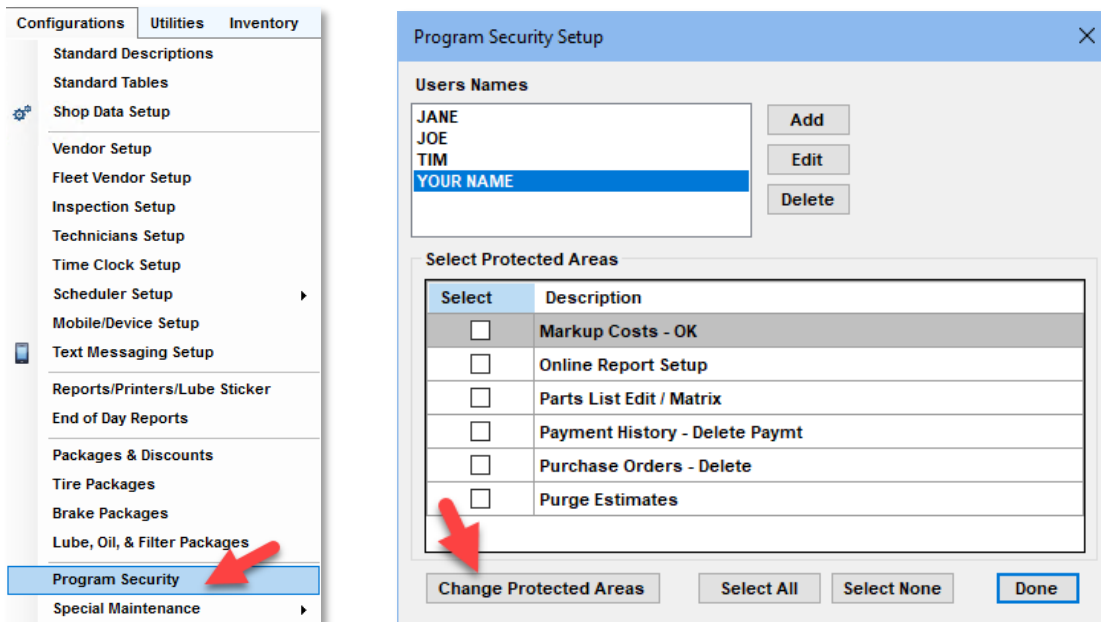 Configurations Utilities Inventory
Standard Descriptions
Standard Tables
Shop Data Setup
Vendor Setup
Fleet Vendor Setup
Inspection Setup
Technicians Setup
Time Clock Setup
Scheduler Setup
Mobile/Device Setup
Text Messaging Setup
Reports/Printers/Lube Sticker
End of Day Reports
Packages & Discounts
Tire Packages
Brake Packages
Lube, Oil, & Filter Packages
Program Security
Special Maintenance
Program Security Setup
Users Names
JANE
JOE
TIM
YOUR NAME
Add
Edit
Delete
Select Protected Areas
Select Description
Markup Costs - OK
Online Report Setup
Parts List Edit / Matrix
Payment History - Delete Paymt
Purchase Orders - Delete
Purge Estimates
Change Protected Areas Select All Select None Done